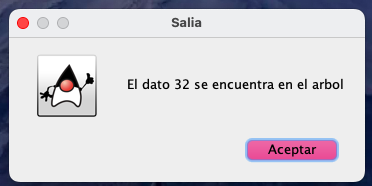 Salia
El dato 32 se encuentra en el arbol
Aceptar